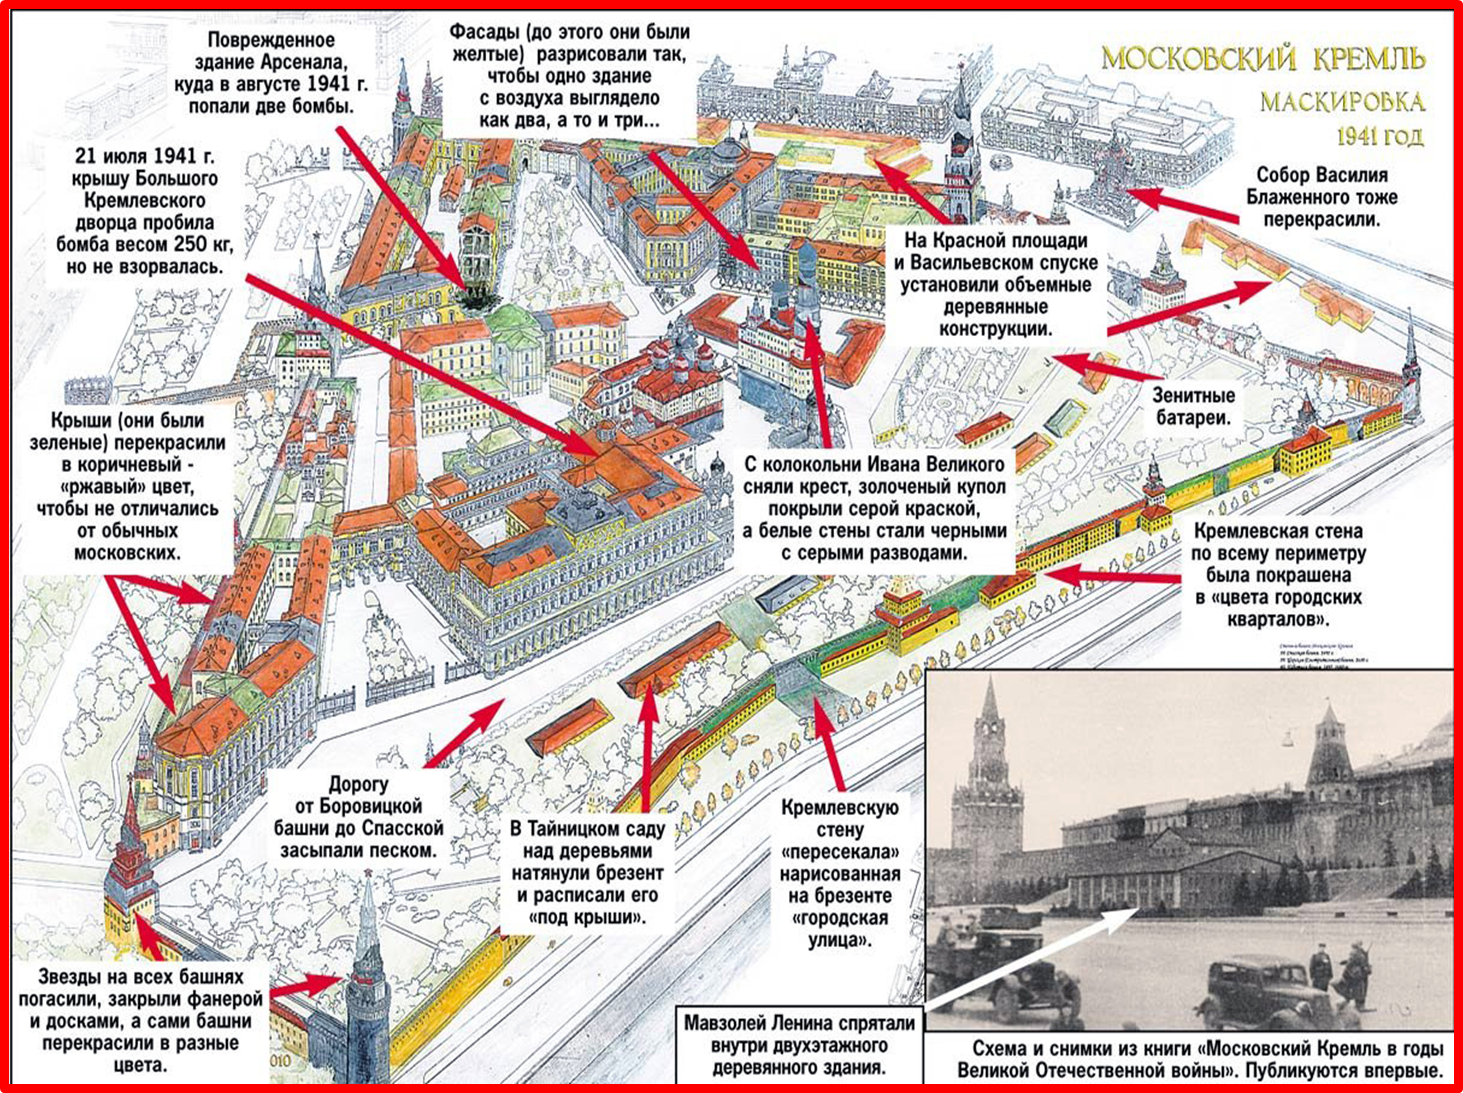 МОСКОВСКИЙ КРЕМЛЬ
МАСКИРОВКА
1941 ГОД
Поврежденное
здание Арсенала,
куда в августе 1941 г.
попали две бомбы.
Фасады (до этого они были
желтые) разрисовали так,
чтобы одно здание
с воздуха выглядело
как два, а то и три...
21 июля 1941 г.
крышу Большого
Кремлевского
дворца пробила
бомба весом 250 кг,
но не взорвалась.
Собор Василия
Блаженного тоже
перекрасили.
На Красной площади
и Васильевском спуске
установили объемные
деревянные
конструкции.
Зенитные
батареи.
Крыши (они были
зеленые) перекрасили
в коричневый -
«ржавый» цвет,
чтобы не отличались
от обычных
московских.
С колокольни Ивана Великого
сняли крест, золоченый купол
покрыли серой краской,
а белые стены стали черными
с серыми разводами.
Кремлевская стена
по всему периметру
была покрашена
в «цвета городских
кварталов».
Дорогу
от Боровицкой
башни до Спасской
засыпали песком.
В Тайницком саду
над деревьями
натянули брезент
и расписали его
«под крыши».
Кремлевскую
стену
«пересекала»
нарисованная
на брезенте
«городская
улица».
Звезды на всех башнях
погасили, закрыли фанерой
и досками, а сами башни
перекрасили в разные
цвета.
Мавзолей Ленина спрятали
внутри двухэтажного
деревянного здания.
Схема и снимки из книги «Московский Кремль в годы
Великой Отечественной войны». Публикуются впервые.